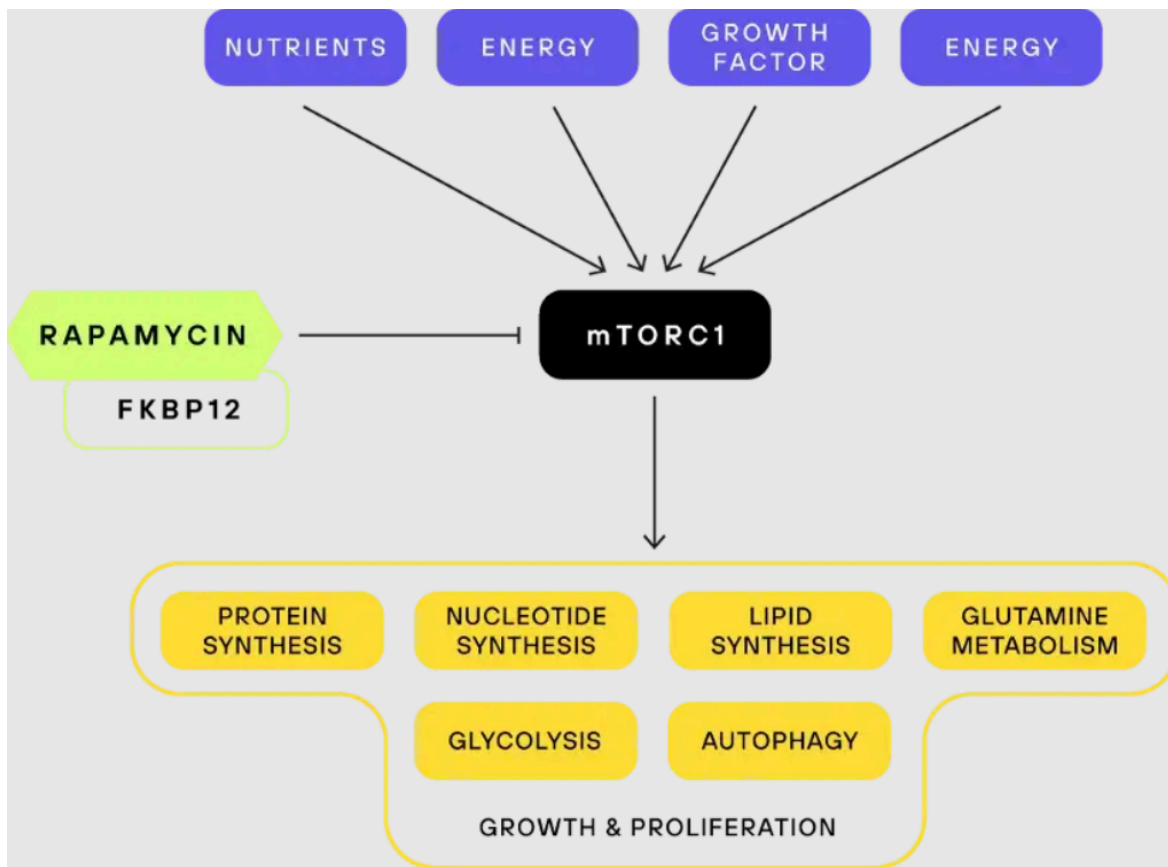 NUTRIENTS
ENERGY
GROWTH
FACTOR
ENERGY
RAPAMYCIN
mTORC1
FKBP12
PROTEIN
SYNTHESIS
NUCLEOTIDE
SYNTHESIS
LIPID
SYNTHESIS
GLUTAMINE
METABOLISM
GLYCOLYSIS
AUTOPHAGY
GROWTH & PROLIFERATION